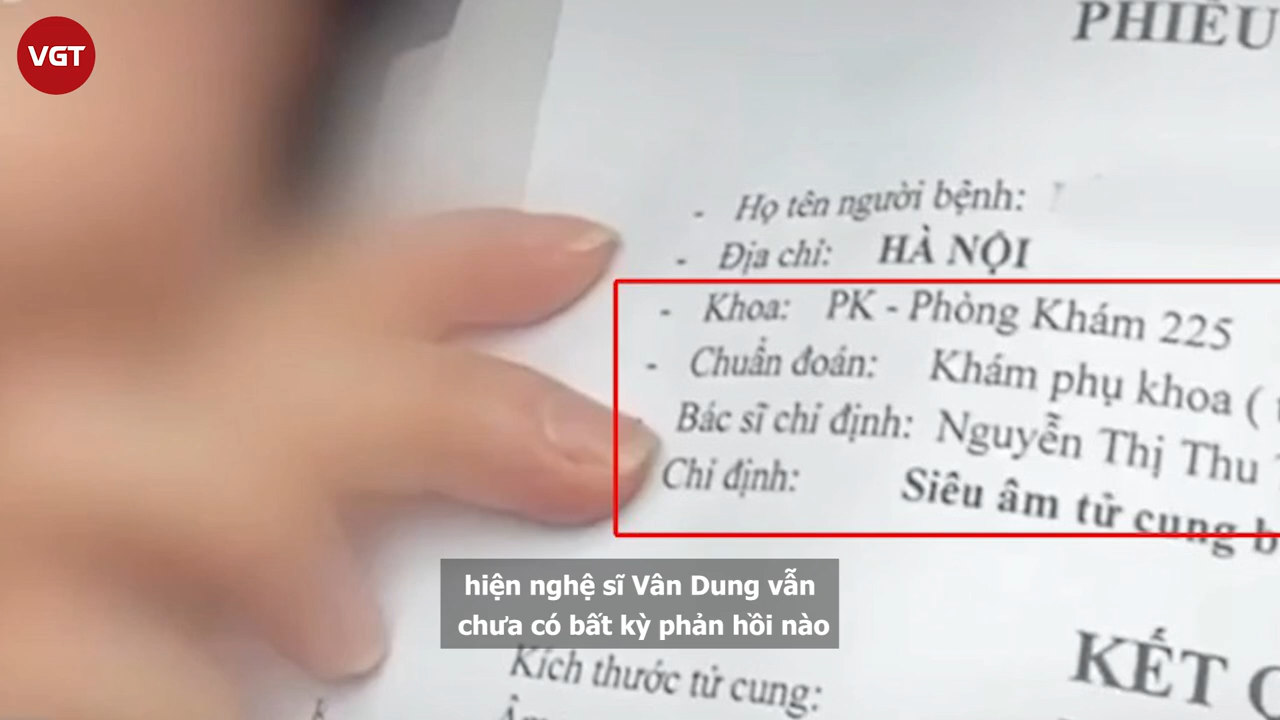 VGT
PHIẾU
- Họ tên người bệnh:
- Địa chỉ: HÀ NỘI
- Khoa: PK - Phòng Khám 225
- Chuẩn đoán: Khám phụ khoa (
Bác sĩ chỉ định: Nguyễn Thị Thu
Chỉ định: Siêu âm tử cung
hiện nghệ sĩ Vân Dung vẫn
chưa có bất kỳ phản hồi nào
KẾT
Kích thước tử cung: